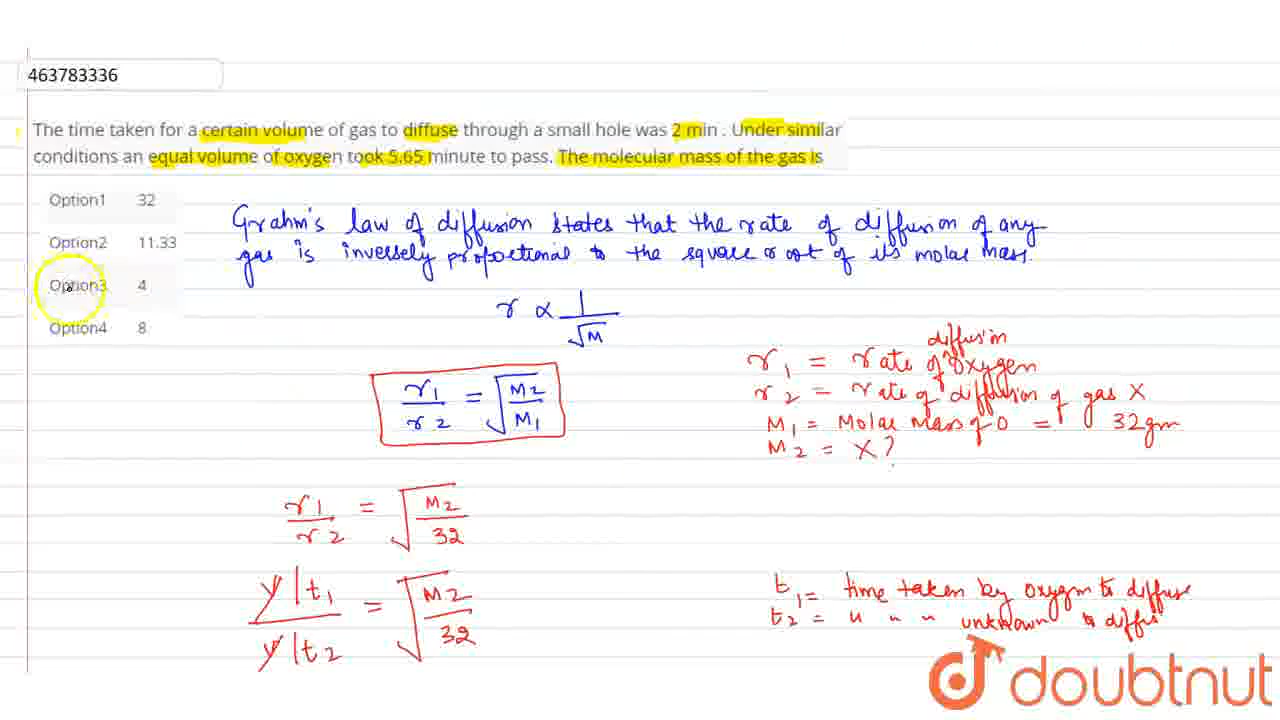 463783336
The time taken for a certain volume of gas to diffuse through a small hole was 2 min . Under similar
conditions an equal volume of oxygen took 5.65 minute to pass. The molecular mass of the gas is
Option1 32
Option2 11.33
Option3 4
Option4 8
Grahm's law of diffusion states that the rate of diffusion of any
gas is inversely propoetional to the square root of its molar mass.
r ∝ 1/√M
r1/r2 = √M2/M1
r1 = rate of diffusion oxygen
r2 = rate of diffusion of gas X
M1 = Molar Mass of O = 32gm
M2 = X ?
r1/r2 = √M2/32
y|t1 / y|t2 = √M2/32
t1 = time taken by oxygen to diffuse
t2 = " " " unknown to diffus
doubtnut